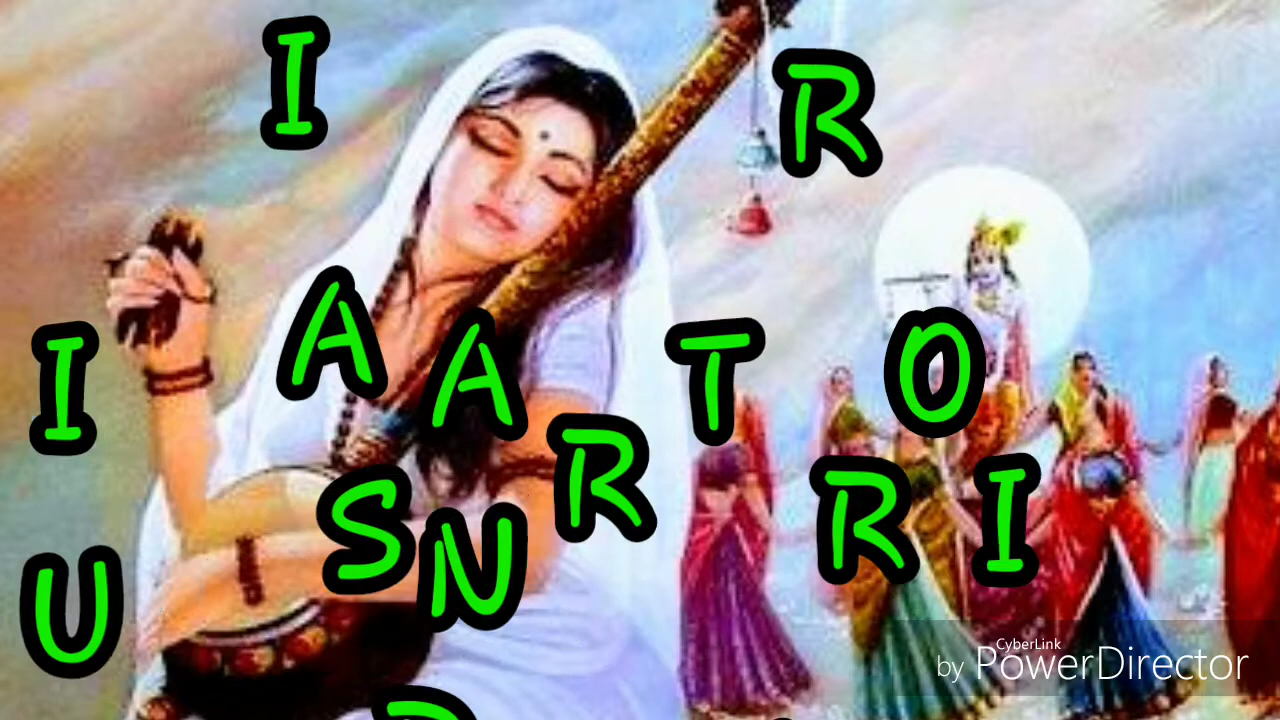 I R
A A T O
I R
S N R I
U
CyberLink
by PowerDirector